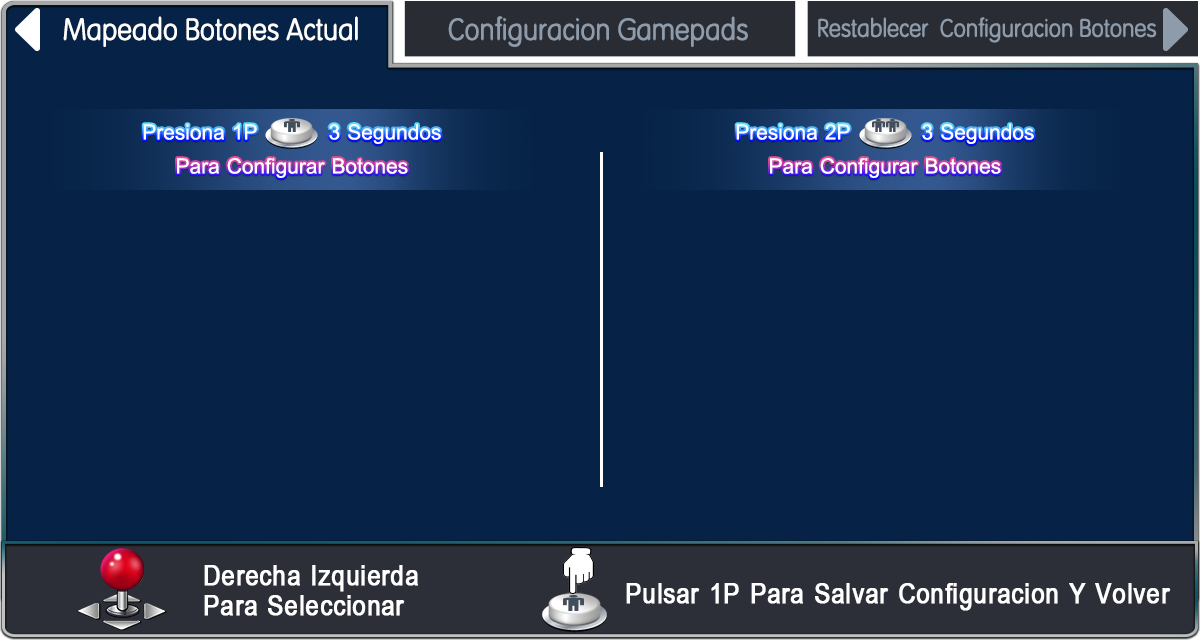 Mapeado Botones Actual
Configuracion Gamepads
Restablecer Configuracion Botones
Presiona 1P 3 Segundos
Para Configurar Botones
Presiona 2P 3 Segundos
Para Configurar Botones
Derecha Izquierda
Para Seleccionar
Pulsar 1P Para Salvar Configuracion Y Volver